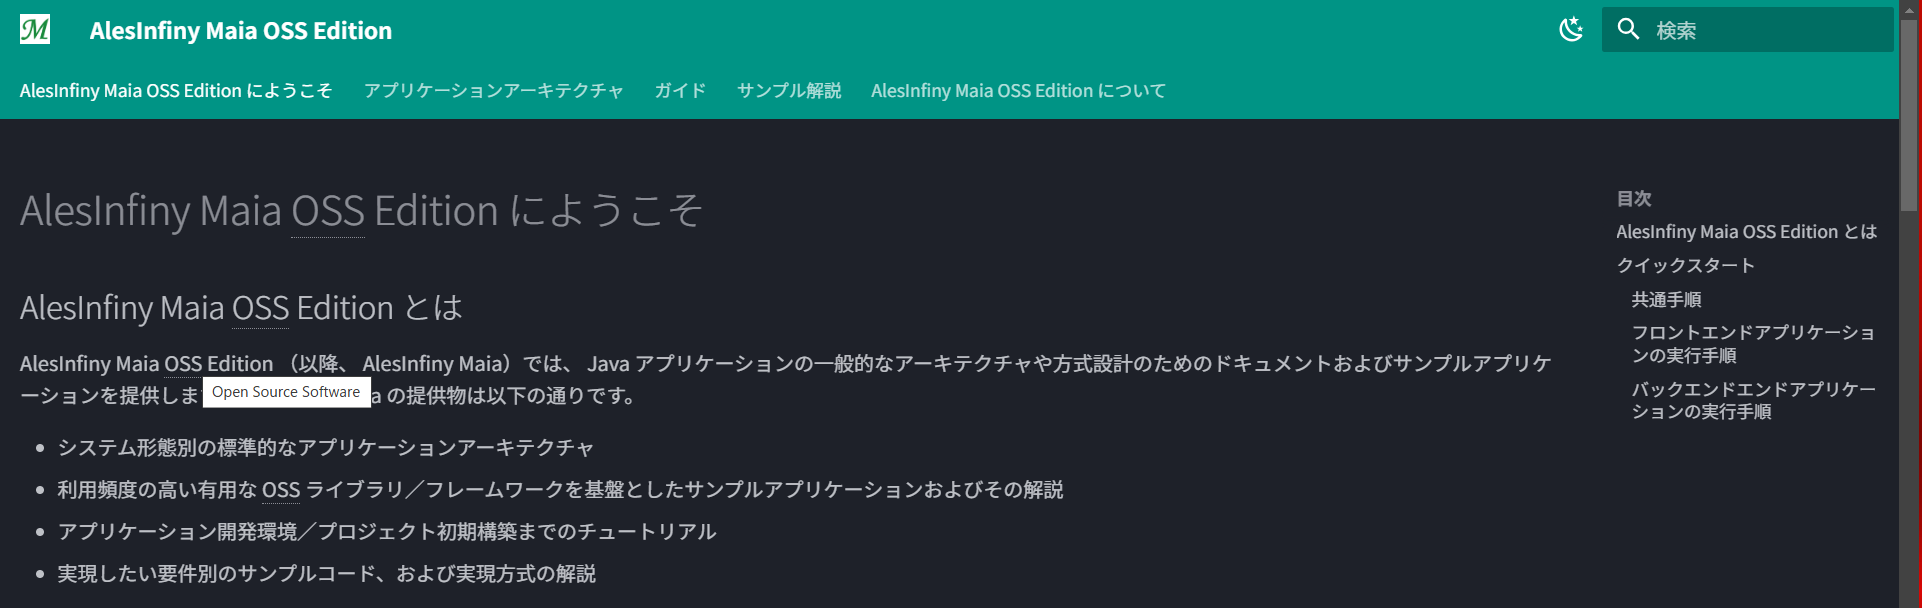 M
AlesInfiny Maia OSS Edition
検索
AlesInfiny Maia OSS Edition にようこそ アプリケーションアーキテクチャ ガイド サンプル解説 AlesInfiny Maia OSS Edition について
AlesInfiny Maia OSS Edition にようこそ
AlesInfiny Maia OSS Edition とは
AlesInfiny Maia OSS Edition （以降、 AlesInfiny Maia）では、 Java アプリケーションの一般的なアーキテクチャや方式設計のためのドキュメントおよびサンプルアプリケ
ーションを提供しま a の提供物は以下の通りです。
Open Source Software
システム形態別の標準的なアプリケーションアーキテクチャ
利用頻度の高い有用な OSS ライブラリ／フレームワークを基盤としたサンプルアプリケーションおよびその解説
アプリケーション開発環境／プロジェクト初期構築までのチュートリアル
実現したい要件別のサンプルコード、および実現方式の解説
目次
AlesInfiny Maia OSS Edition とは
クイックスタート
共通手順
フロントエンドアプリケーショ
ンの実行手順
バックエンドエンドアプリケー
ションの実行手順